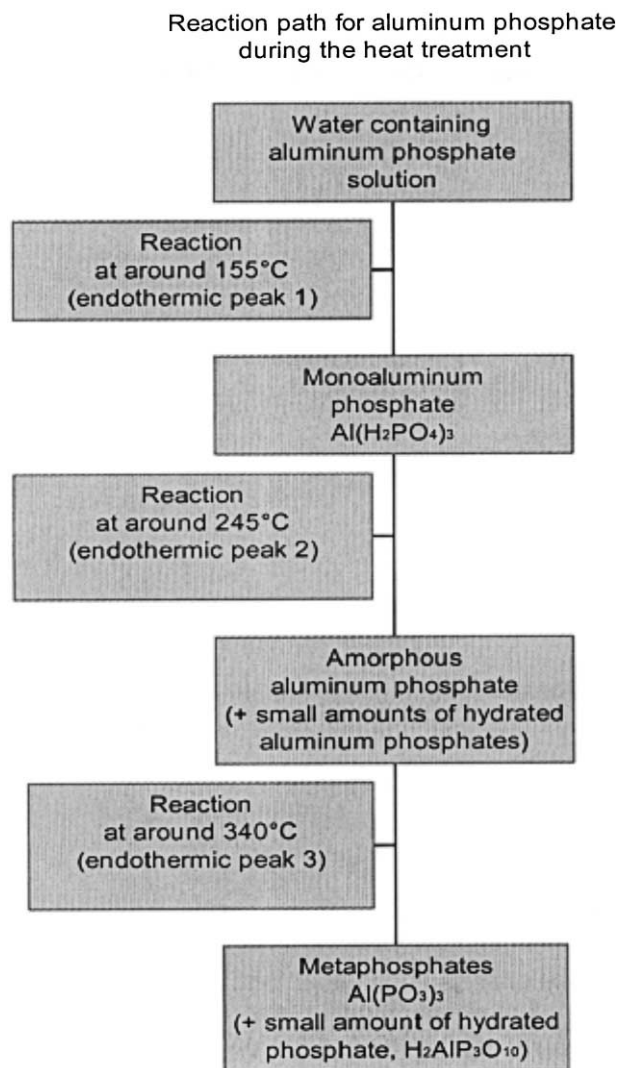 Reaction path for aluminum phosphate
during the heat treatment
Water containing
aluminum phosphate
solution
Reaction
at around 155°C
(endothermic peak 1)
Monoaluminum
phosphate
Al(H₂PO₄)₃
Reaction
at around 245°C
(endothermic peak 2)
Amorphous
aluminum phosphate
(+ small amounts of hydrated
aluminum phosphates)
Reaction
at around 340°C
(endothermic peak 3)
Metaphosphates
Al(PO₃)₃
(+ small amount of hydrated
phosphate, H₂AlP₃O₁₀)